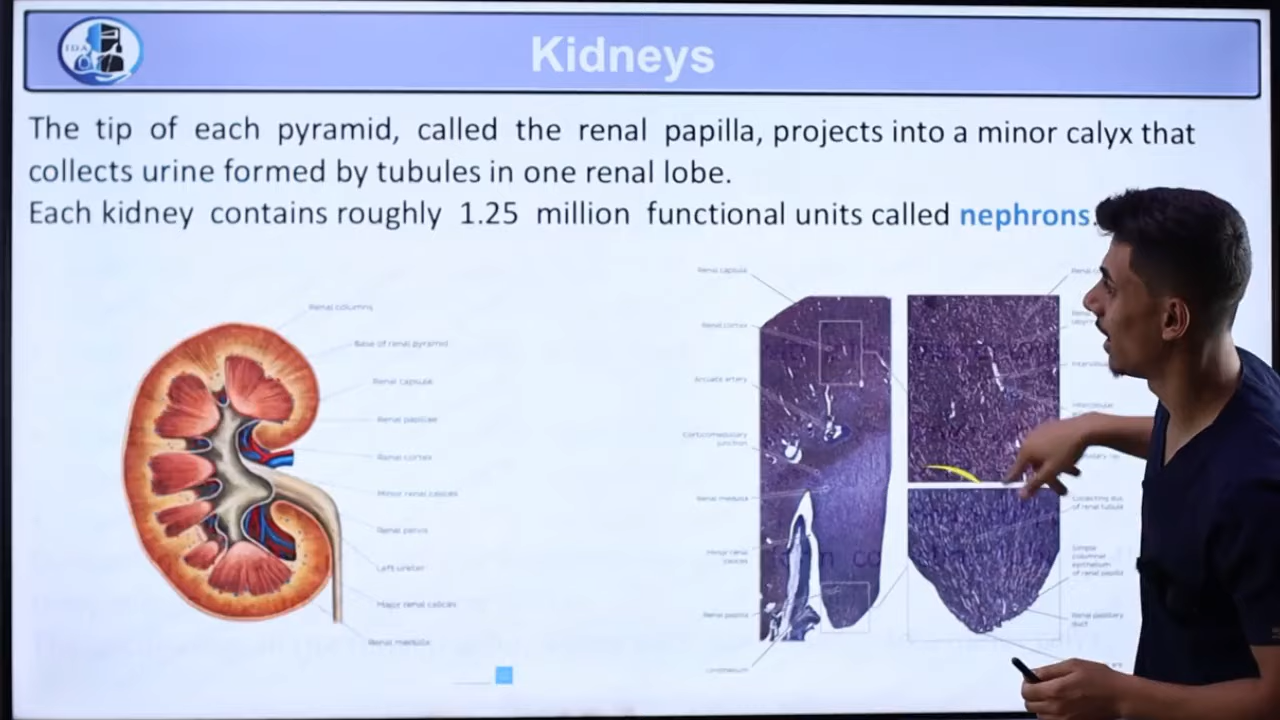 IDA
Kidneys
The tip of each pyramid, called the renal papilla, projects into a minor calyx that
collects urine formed by tubules in one renal lobe.
Each kidney contains roughly 1.25 million functional units called nephrons.
Renal columns
Base of renal pyramid
Renal capsule
Renal papillae
Renal cortex
Minor renal calices
Renal pelvis
Left ureter
Major renal calices
Renal medulla
Renal capsule
Renal cortex
Arcuate artery
Corticomedullary
junction
Renal medulla
Minor renal
calices
Renal papilla
Urothelium
Renal
Interlobular
Collecting duct
of renal tubule
Simple
columnar
epithelium
of renal papilla
Renal papillary
duct